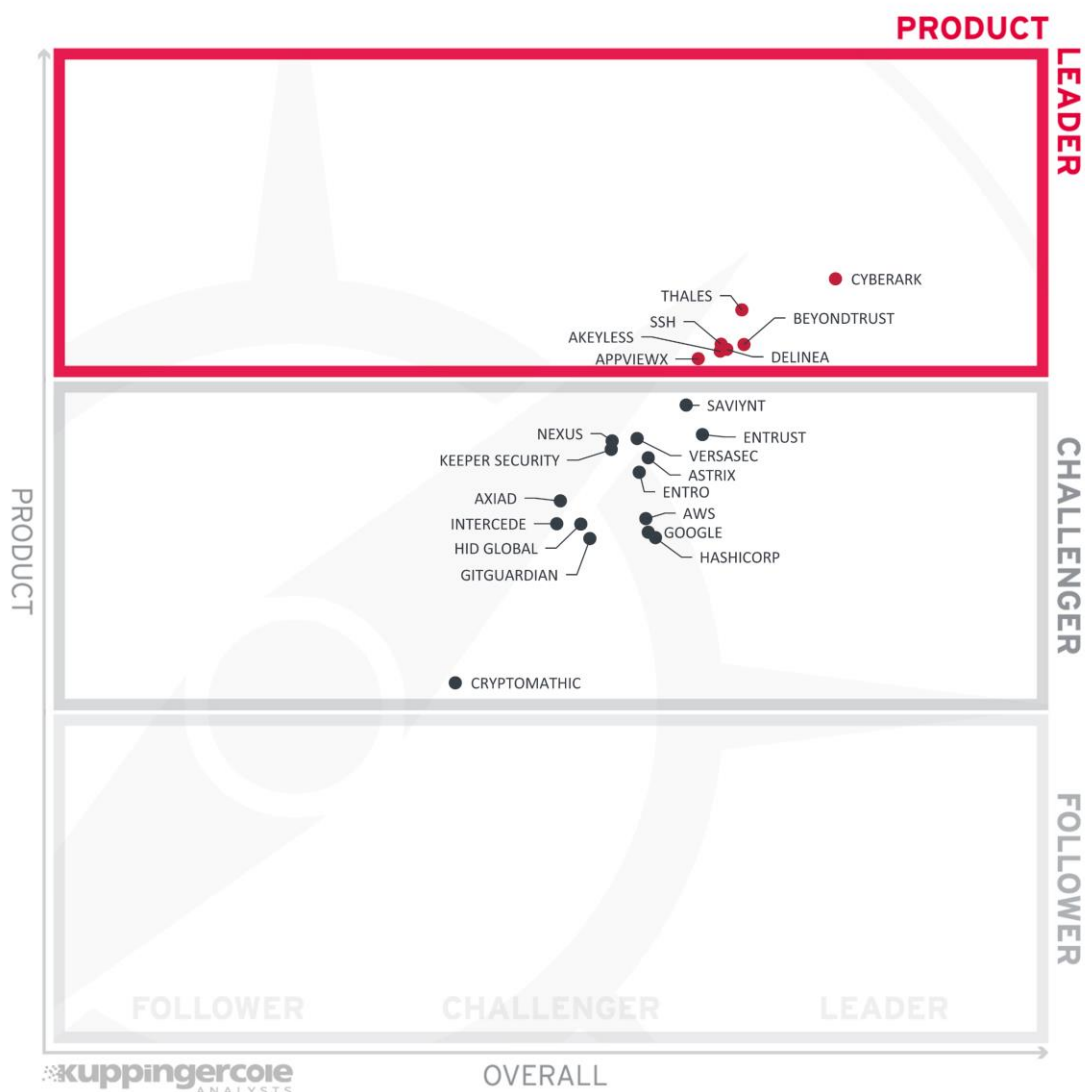 PRODUCT
LEADER
CYBERARK
THALES
BEYONDTRUST
SSH
AKEYLESS
DELINEA
APPVIEWX
SAVIYNT
NEXUS
ENTRUST
KEEPER SECURITY
VERSASEC
ASTRIX
ENTRO
AXIAD
AWS
INTERCEDE
GOOGLE
HID GLOBAL
HASHICORP
GITGUARDIAN
CRYPTOMATHIC
CHALLENGER
PRODUCT
FOLLOWER
FOLLOWER CHALLENGER LEADER
kuppingercole
ANALYSTS
OVERALL